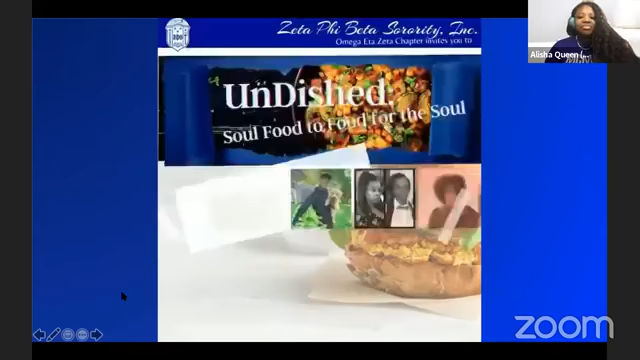 Zeta Phi Beta Sorority, Inc.
Omega Eta Zeta Chapter invites you to
UnDished:
Soul Food to Food for the Soul
Alisha Queen (...
zoom